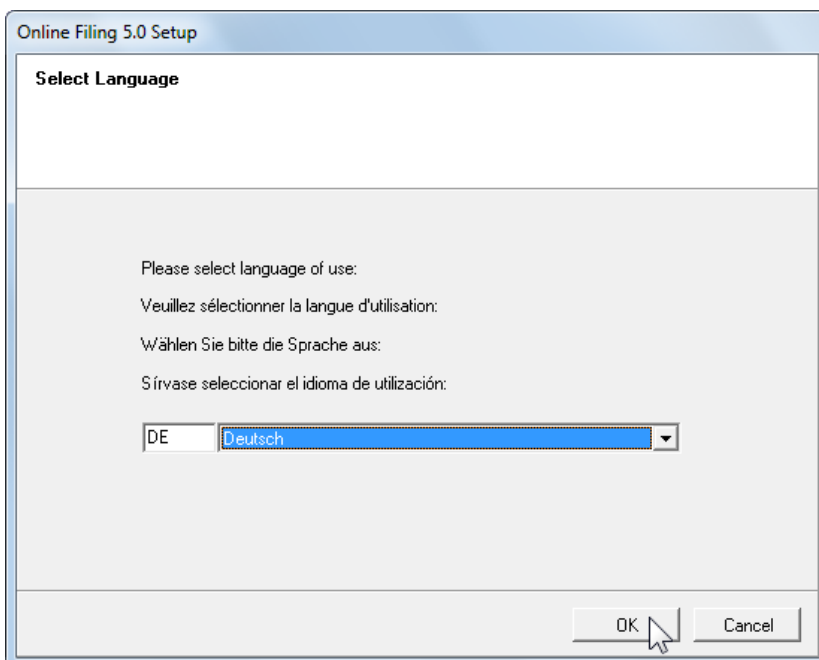 Online Filing 5.0 Setup
Select Language
Please select language of use:
Veuillez sélectionner la langue d'utilisation:
Wählen Sie bitte die Sprache aus:
Sírvase seleccionar el idioma de utilización:
DE Deutsch
OK Cancel